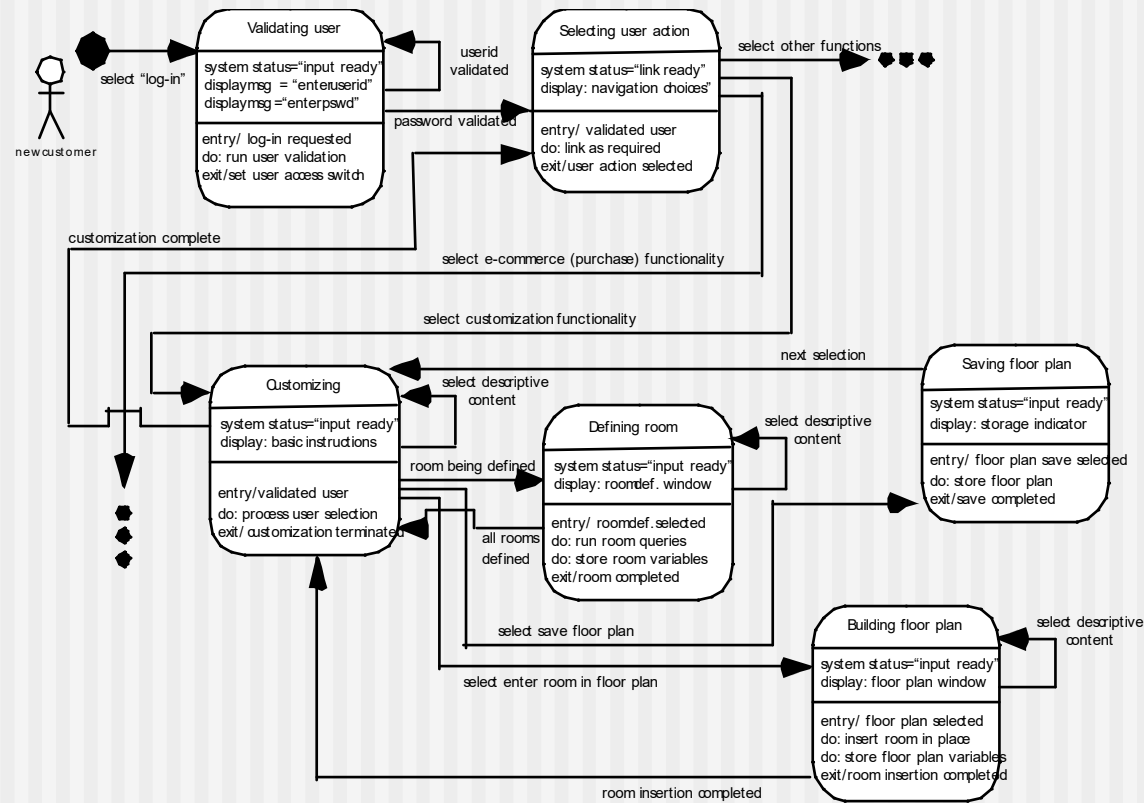 Validating user
system status="input ready"
displaymsg = "enteruserid"
displaymsg ="enterpswd"
entry/ log-in requested
do: run user validation
exit/set user access switch
select "log-in"
newcustomer
userid
validated
password validated
Selecting user action
system status="link ready"
display: navigation choices"
entry/ validated user
do: link as required
exit/user action selected
select other functions
customization complete
select e-commerce (purchase) functionality
select customization functionality
next selection
Customizing
system status="input ready"
display: basic instructions
entry/validated user
do: process user selection
exit/ customization terminated
select descriptive
content
room being defined
all rooms
defined
Defining room
system status="input ready"
display: roomdef. window
entry/ roomdef.selected
do: run room queries
do: store room variables
exit/room completed
select descriptive
content
Saving floor plan
system status="input ready"
display: storage indicator
entry/ floor plan save selected
do: store floor plan
exit/save completed
select save floor plan
select enter room in floor plan
Building floor plan
system status="input ready"
display: floor plan window
entry/ floor plan selected
do: insert room in place
do: store floor plan variables
exit/room insertion completed
select descriptive
content
room insertion completed